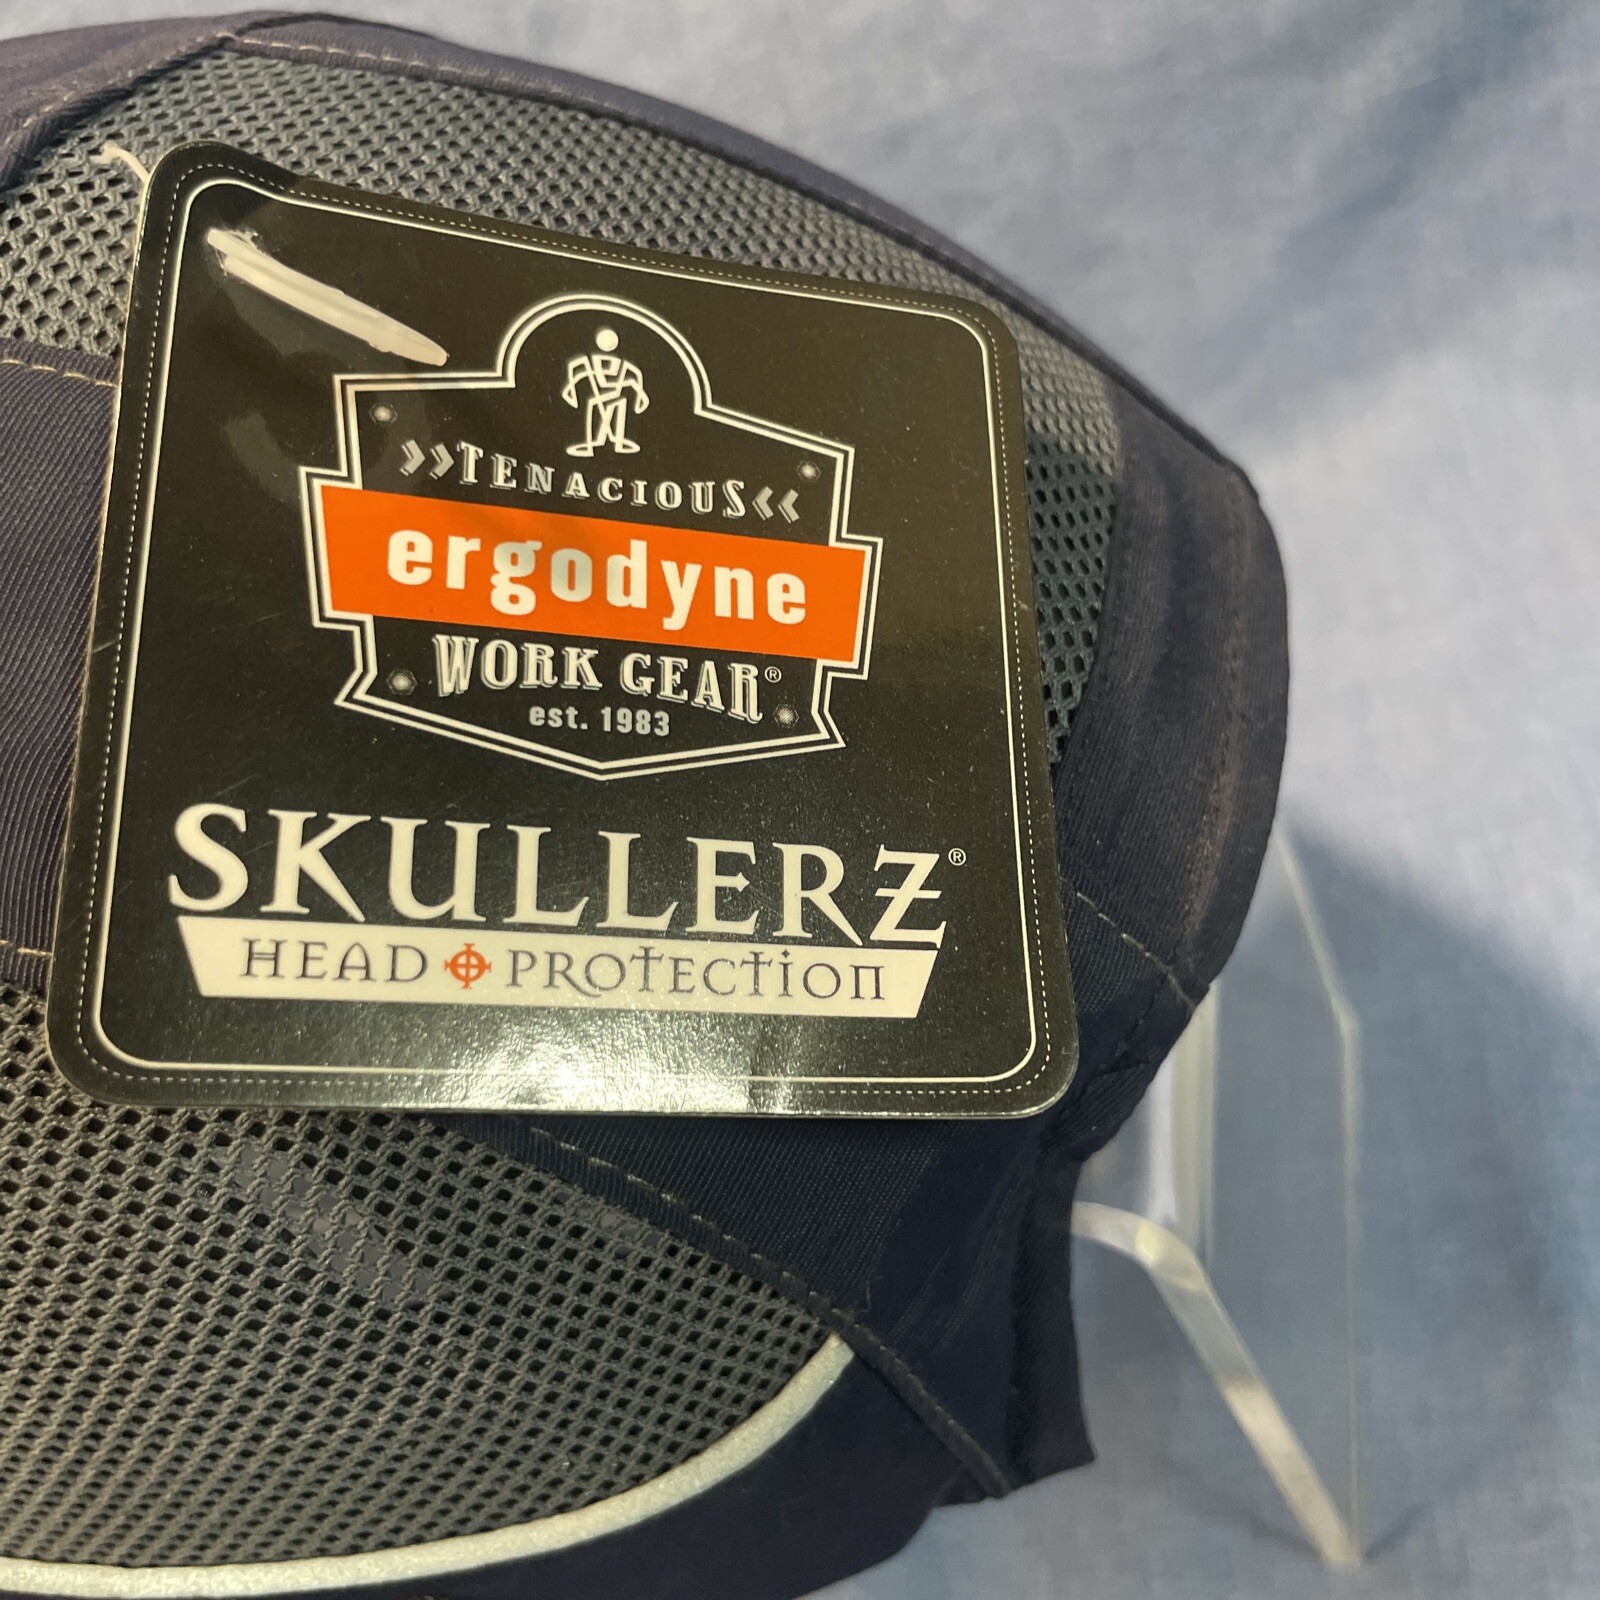 »TENACIOUS«
ergodyne
WORK GEAR®
est. 1983
SKULLERZ®
HEAD PROTECTION